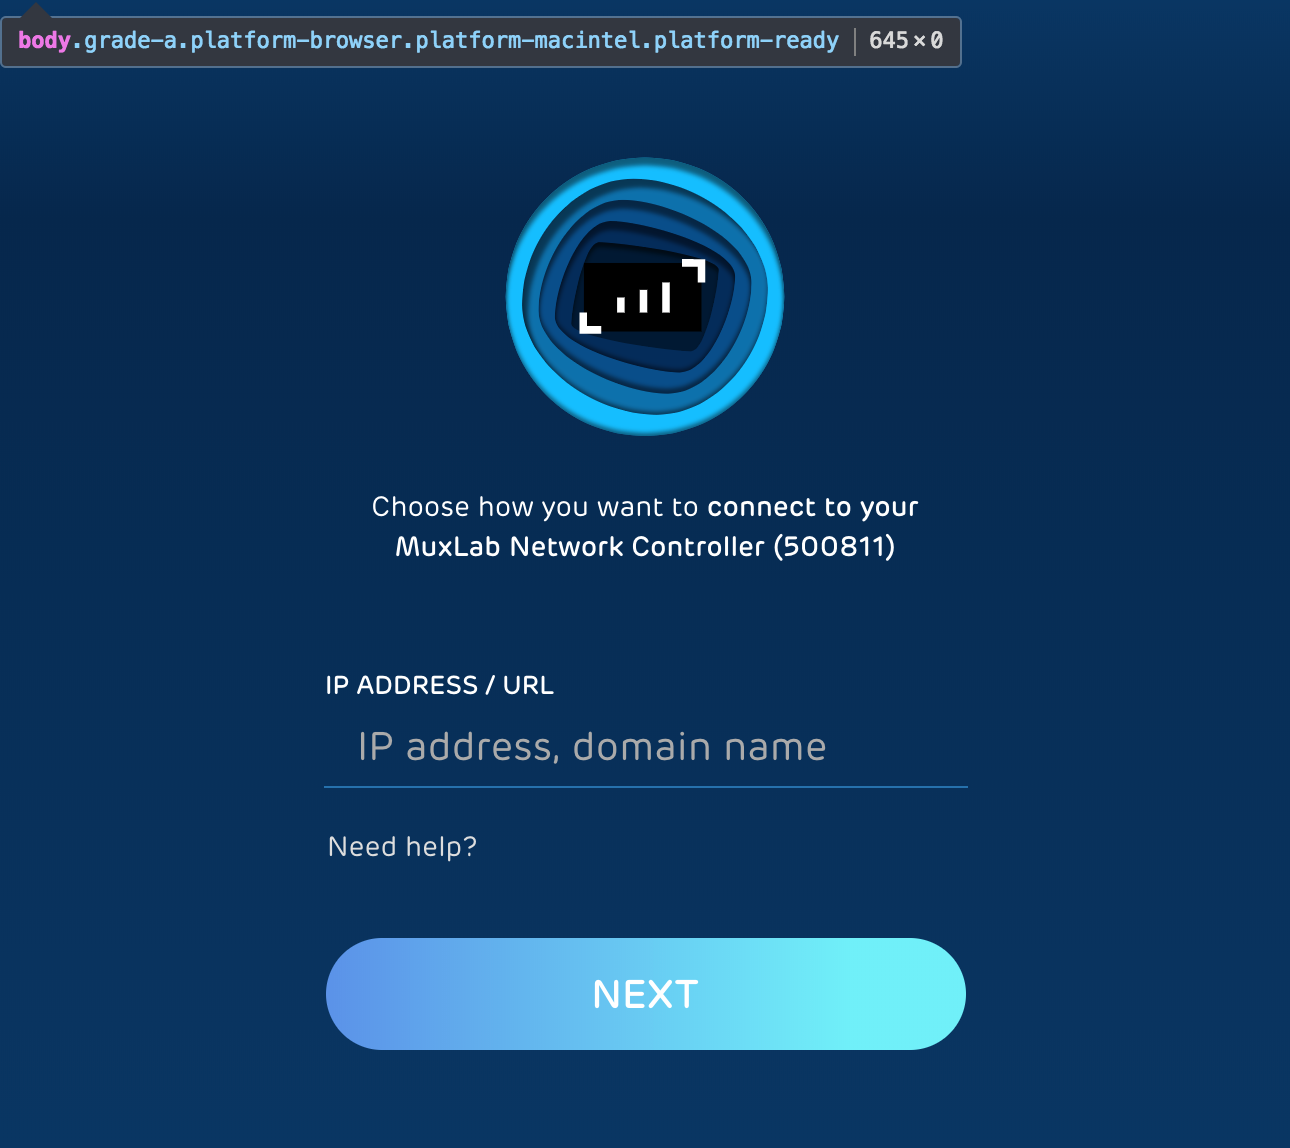 body.grade-a.platform-browser.platform-macintel.platform-ready | 645×0
Choose how you want to connect to your
MuxLab Network Controller (500811)
IP ADDRESS / URL
IP address, domain name
Need help?
NEXT